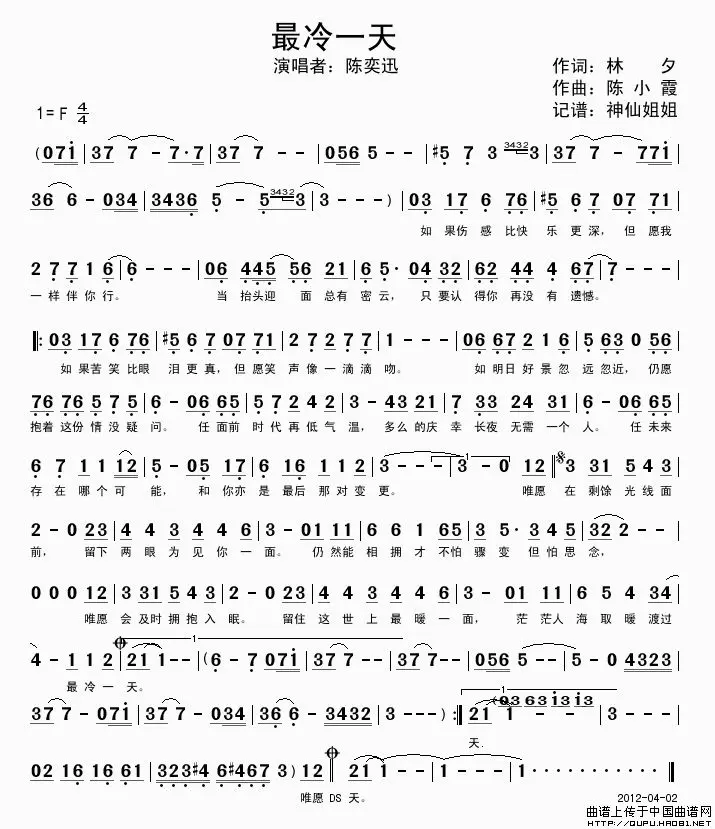 最冷一天
演唱者：陈奕迅
作词：林 夕
作曲：陈 小 霞
记谱：神仙姐姐
1=F 4/4
(071 37 7 - 7·7 | 37 7 - - | 056 5 - - | #5 7 3 3432 3 | 37 7 - 771 |
36 6 - 034 | 3436 5 - 5 3432 3 | 3 - - - ) | 03 17 6 76 | #5 6 7 07 71 |
如 果伤 感 比快 乐 更 深， 但 愿我
2 7 7 1 6 | 6 - - - | 06 445 56 21 | 6 5· 04 32 | 62 44 4 67 | 7 - - - |
一 样 伴 你 行。 当 抬头迎 面 总有 密 云， 只 要认 得你 再没 有 遗憾。
‖: 03 17 6 76 | #5 6 7 07 71 | 2 7 2 7 7 | 1 - - - | 06 67 2 1 6 | 5 63 0 56 |
如 果苦 笑 比眼 泪 更 真， 但 愿笑 声 像 一 滴 滴 吻。 如 明日 好 景 忽 远 忽近， 仍愿
76 76 5 7 5 | 6 - 06 65 | 5 17 2 4 2 | 3 - 43 21 | 7 33 24 31 | 6 - 06 65 |
抱着 这份 情 没 疑 问。 任 面前 时 代 再 低 气 温， 多么 的庆 幸 长夜 无需 一个 人。 任 未来
6 7 1 1 12 | 5 - 05 17 | 6 16 1 1 2 | 3 - - - | 3 - 0 12 ‖ 3 31 5 4 3 |
存 在 哪 个 可 能， 和 你亦 是 最后 那 对 变 更。 唯愿 在 剩馀 光 线 面
2 - 0 23 | 4 4 3 4 6 | 3 - 01 11 | 6 6 1 65 | 3 5· 3 4 5 | 32 2 - - |
前， 留下 两 眼 为 见 你 一 面。 仍 然能 相 拥 才 不怕 骤 变 但 怕 思 念，
0 0 0 12 | 3 31 5 4 3 | 2 - 0 23 | 4 4 3 4 6 | 3 - 01 11 | 6 5 4 34 |
唯愿 会 及时 拥 抱 入 眠。 留住 这 世 上 最 暖 一 面， 茫 茫人 海 取 暖 渡过
4 - 1 1 2 | 21 1 - - | (6 - 7 071 | 37 7 - - | 056 5 - - | 5 - 0 4323 |
最 冷 一 天。
37 7 - 071 | 37 7 - 034 | 36 6 - 3432 | 3 - - - ) :‖ 21 1 - - (03 63 13 13 | 3 - - - |
天.
02 16 16 61 | 323#4 6#467 3) 12 ‖ 21 1 - - | 1 - - - | 1············ ‖
唯愿 DS 天。
2012-04-02
曲谱上传于中国曲谱网
http://QUPU.HAO81.NET